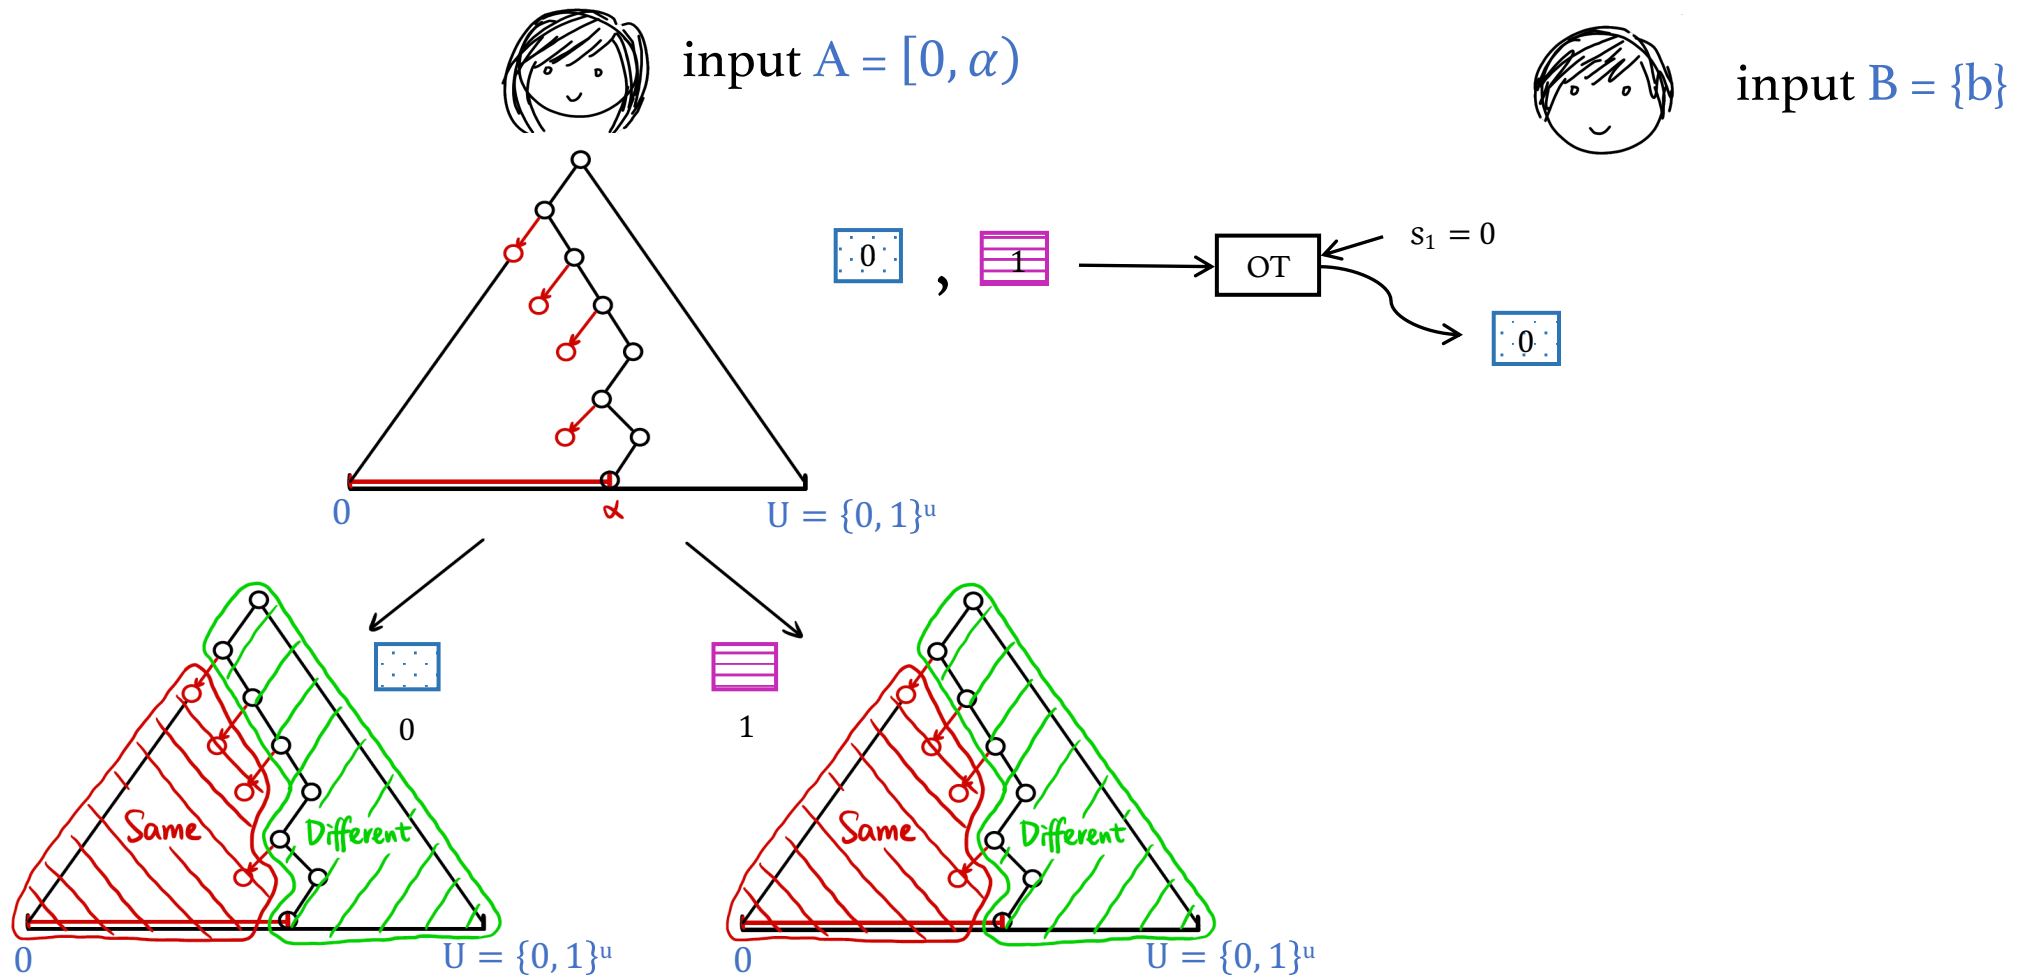 input A = [0, α)
input B = {b}
0 , 1
OT
s₁ = 0
0
0
α
U = {0, 1}ᵘ
0
1
Same
Different
Same
Different
0
U = {0, 1}ᵘ
0
U = {0, 1}ᵘ